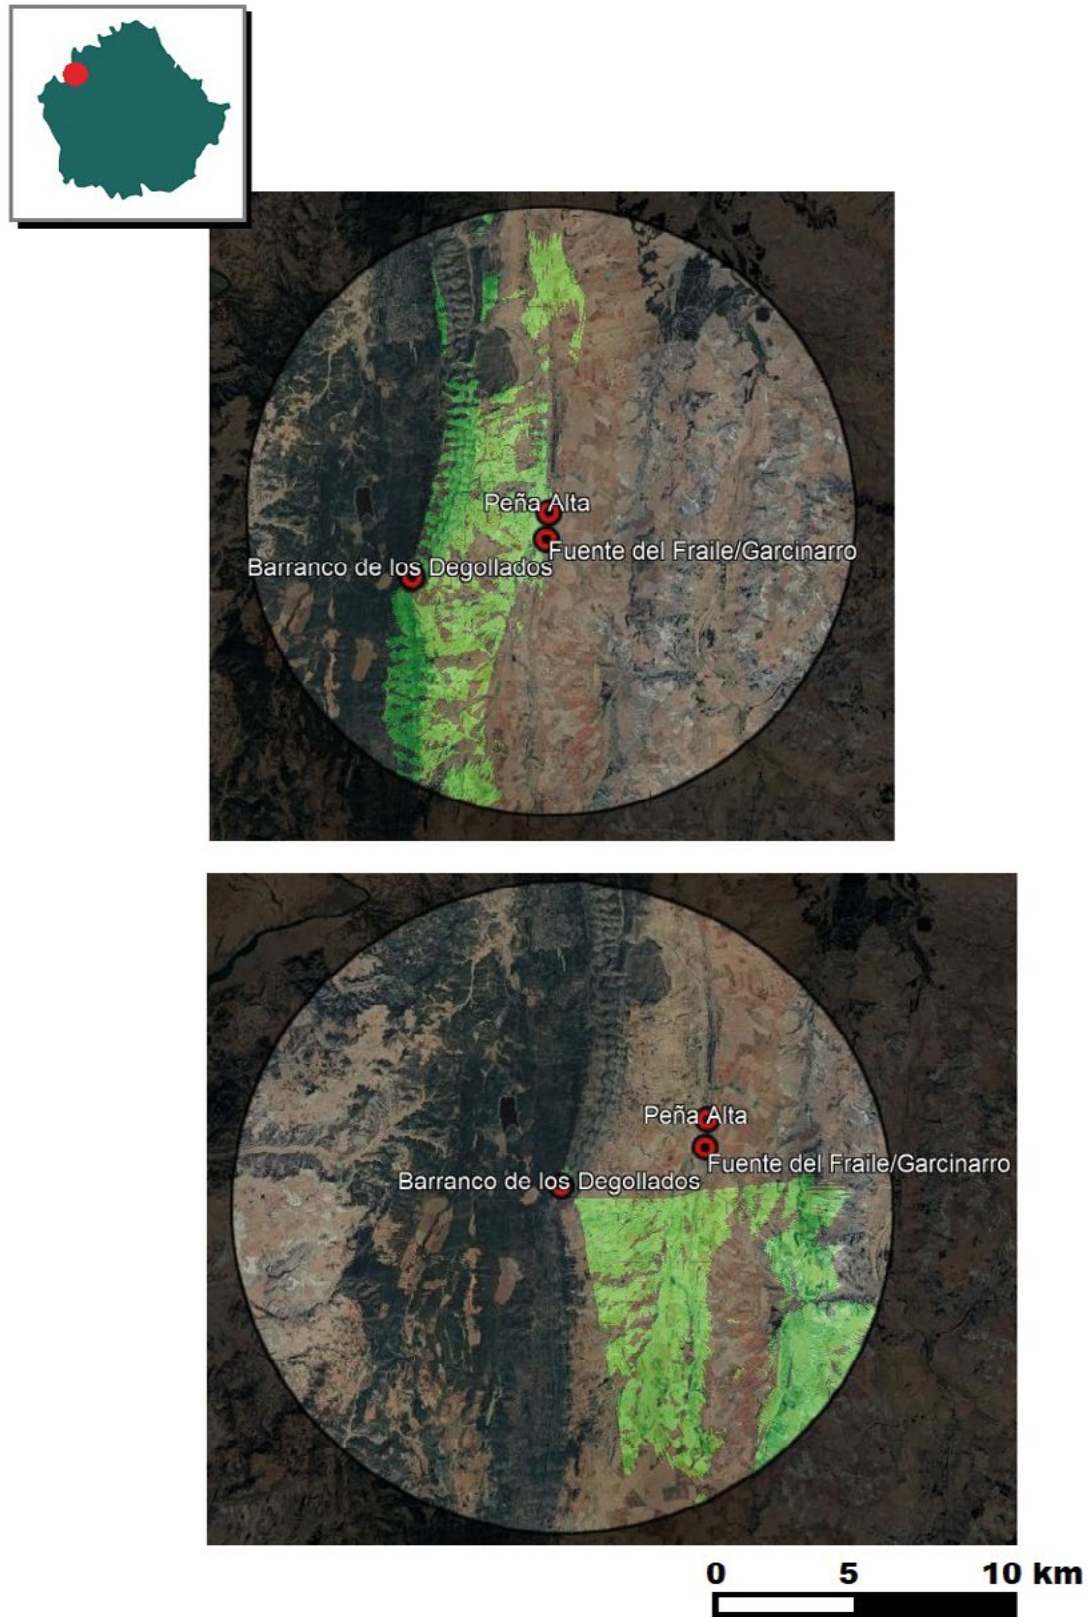 Peña Alta
Fuente del Fraile/Garcinarro
Barranco de los Degollados
Peña Alta
Fuente del Fraile/Garcinarro
Barranco de los Degollados
0 5 10 km